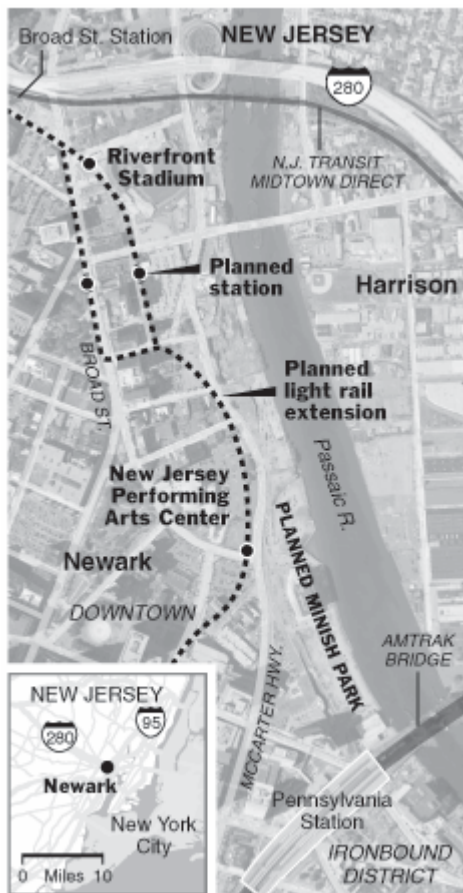 Broad St. Station
NEW JERSEY
280
N.J. TRANSIT
MIDTOWN DIRECT
Riverfront
Stadium
Planned
station
Harrison
BROAD ST.
Planned
light rail
extension
Passaic R.
New Jersey
Performing
Arts Center
PLANNED MINISH PARK
Newark
DOWNTOWN
MCCARTER HWY.
AMTRAK
BRIDGE
Pennsylvania
Station
IRONBOUND
DISTRICT
NEW JERSEY
280
95
Newark
New York
City
0 Miles 10